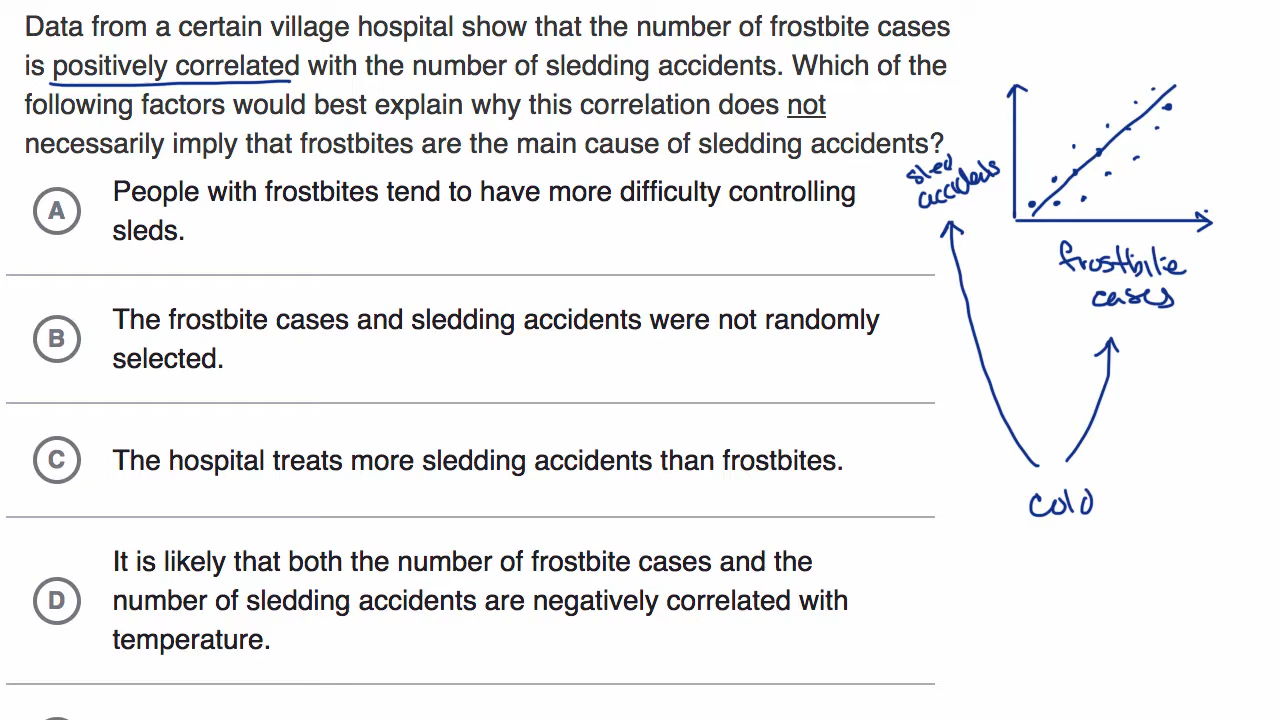 Data from a certain village hospital show that the number of frostbite cases
is positively correlated with the number of sledding accidents. Which of the
following factors would best explain why this correlation does not
necessarily imply that frostbites are the main cause of sledding accidents?
A People with frostbites tend to have more difficulty controlling
sleds.
B The frostbite cases and sledding accidents were not randomly
selected.
C The hospital treats more sledding accidents than frostbites.
D It is likely that both the number of frostbite cases and the
number of sledding accidents are negatively correlated with
temperature.
sled
accidents
frostbite
cases
cold